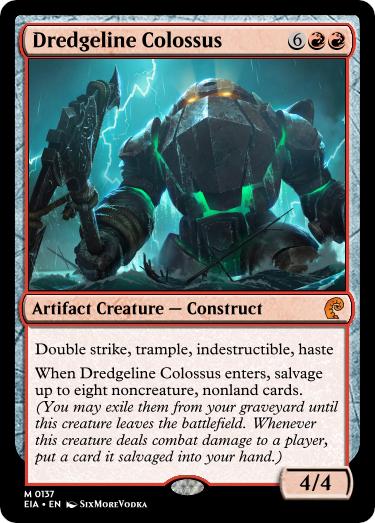 Dredgeline Colossus 6
Artifact Creature — Construct
Double strike, trample, indestructible, haste
When Dredgeline Colossus enters, salvage
up to eight noncreature, nonland cards.
(You may exile them from your graveyard until
this creature leaves the battlefield. Whenever
this creature deals combat damage to a player,
put a card it salvaged into your hand.)
4/4
M 0137
EIA • EN SixMoreVodka